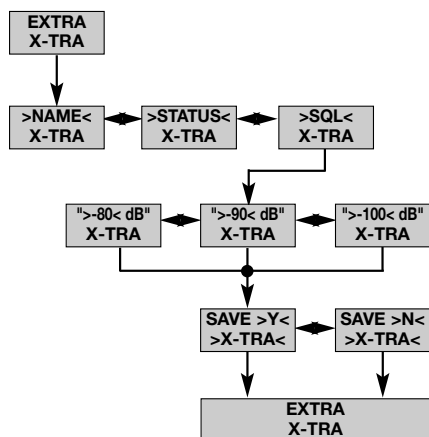 EXTRA
X-TRA
>NAME<
X-TRA
>STATUS<
X-TRA
>SQL<
X-TRA
">-80< dB"
X-TRA
">-90< dB"
X-TRA
">-100< dB"
X-TRA
SAVE >Y<
>X-TRA<
SAVE >N<
>X-TRA<
EXTRA
X-TRA